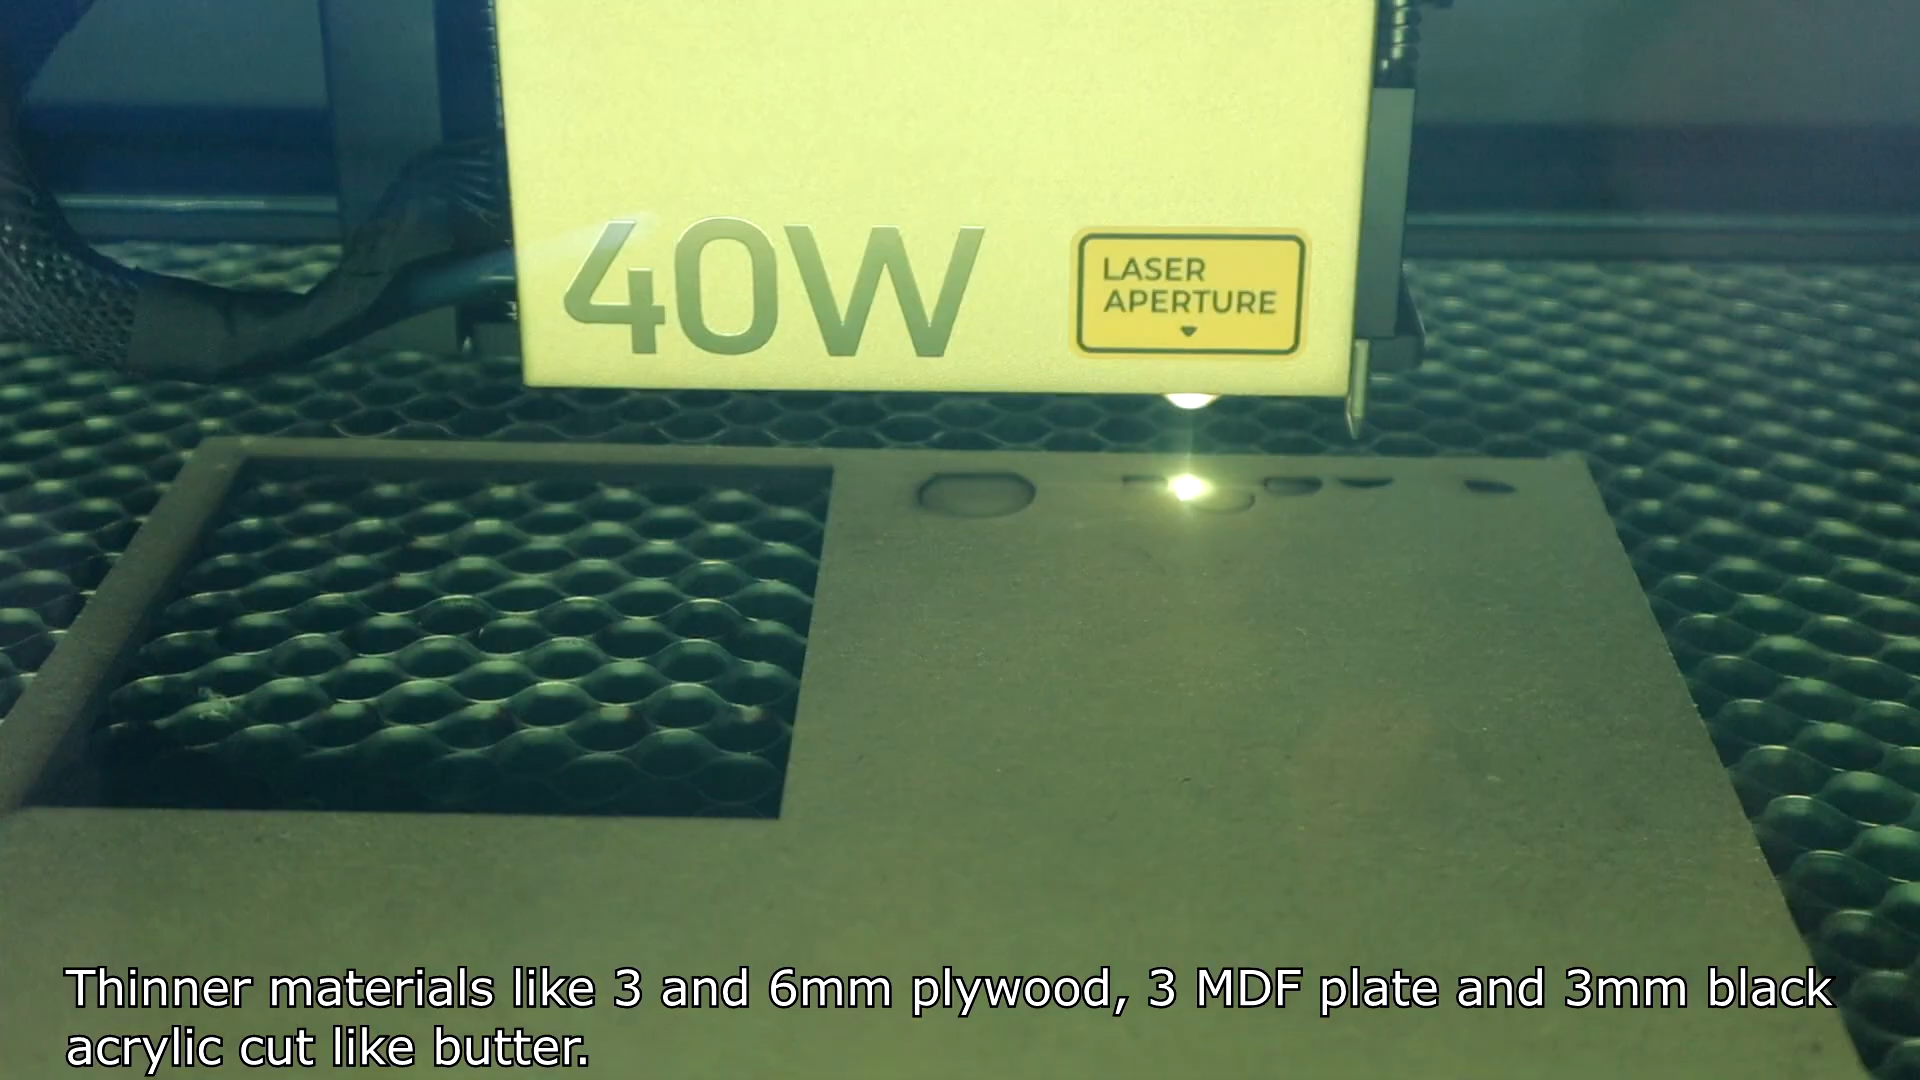 40W
LASER
APERTURE
Thinner materials like 3 and 6mm plywood, 3 MDF plate and 3mm black
acrylic cut like butter.